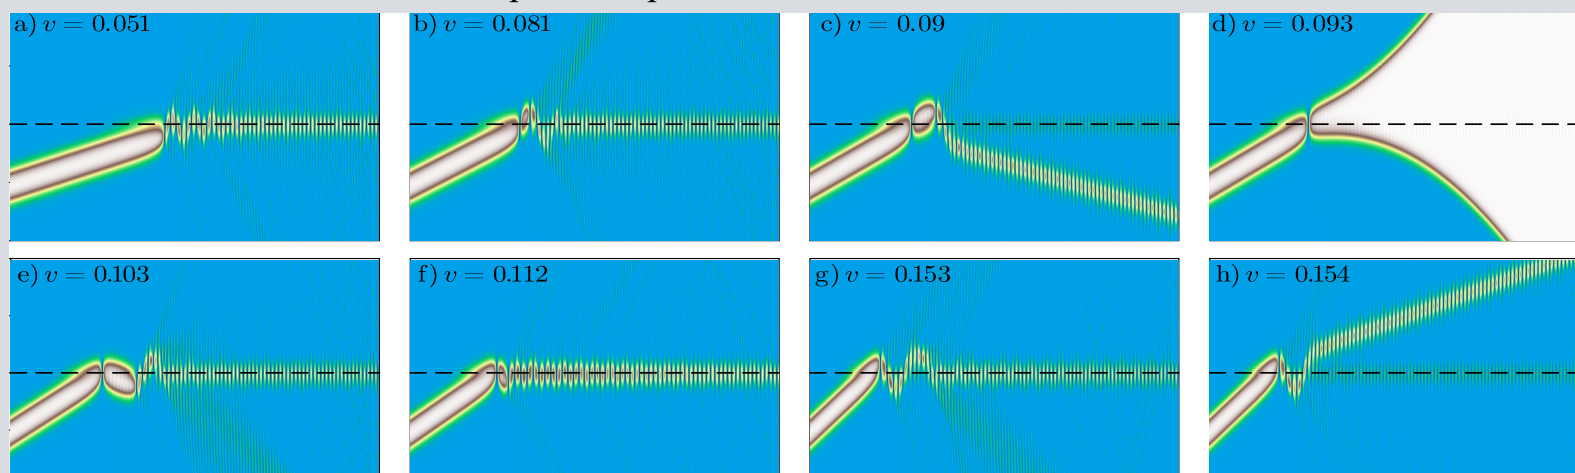 a) v = 0.051
b) v = 0.081
c) v = 0.09
d) v = 0.093
e) v = 0.103
f) v = 0.112
g) v = 0.153
h) v = 0.154